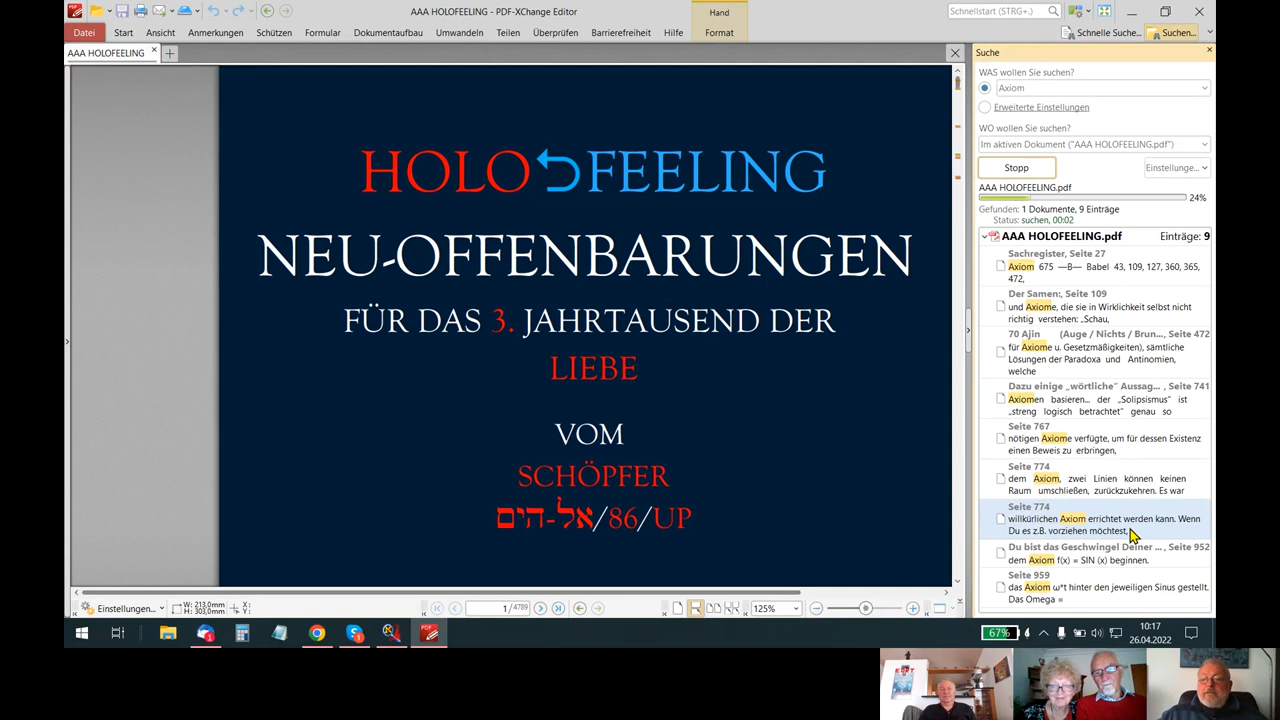 AAA HOLOFEELING - PDF-XChange Editor
Hand
Schnellstart (STRG+.)
Datei Start Ansicht Anmerkungen Schützen Formular Dokumentaufbau Umwandeln Teilen Überprüfen Barrierefreiheit Hilfe Format
Schnelle Suche... Suchen...
AAA HOLOFEELING
HOLO⮌FEELING
NEU-OFFENBARUNGEN
FÜR DAS 3. JAHRTAUSEND DER
LIEBE
VOM
SCHÖPFER
אל-הים/86/UP
Suche
WAS wollen Sie suchen?
Axiom
Erweiterte Einstellungen
WO wollen Sie suchen?
Im aktiven Dokument ("AAA HOLOFEELING.pdf")
Stopp
Einstellunge...
AAA HOLOFEELING.pdf
24%
Gefunden: 1 Dokumente, 9 Einträge
Status: suchen, 00:02
AAA HOLOFEELING.pdf Einträge: 9
Sachregister, Seite 27
Axiom 675 —B— Babel 43, 109, 127, 360, 365,
472,
Der Samen:, Seite 109
und Axiome, die sie in Wirklichkeit selbst nicht
richtig verstehen: „Schau,
70 Ajin (Auge / Nichts / Brun... , Seite 472
für Axiome u. Gesetzmäßigkeiten), sämtliche
Lösungen der Paradoxa und Antinomien,
welche
Dazu einige „wörtliche" Aussag... , Seite 741
Axiomen basieren... der „Solipsismus" ist
„streng logisch betrachtet" genau so
Seite 767
nötigen Axiome verfügte, um für dessen Existenz
einen Beweis zu erbringen,
Seite 774
dem Axiom, zwei Linien können keinen
Raum umschließen, zurückzukehren. Es war
Seite 774
willkürlichen Axiom errichtet werden kann. Wenn
Du es z.B. vorziehen möchtest,
Du bist das Geschwingel Deiner ... , Seite 952
dem Axiom f(x) = SIN (x) beginnen.
Seite 959
das Axiom ω*t hinter den jeweiligen Sinus gestellt.
Das Omega =
Einstellungen... W: 213,0mm X:
H: 303,0mm Y:
1 / 4789
125%
67%
10:17
26.04.2022